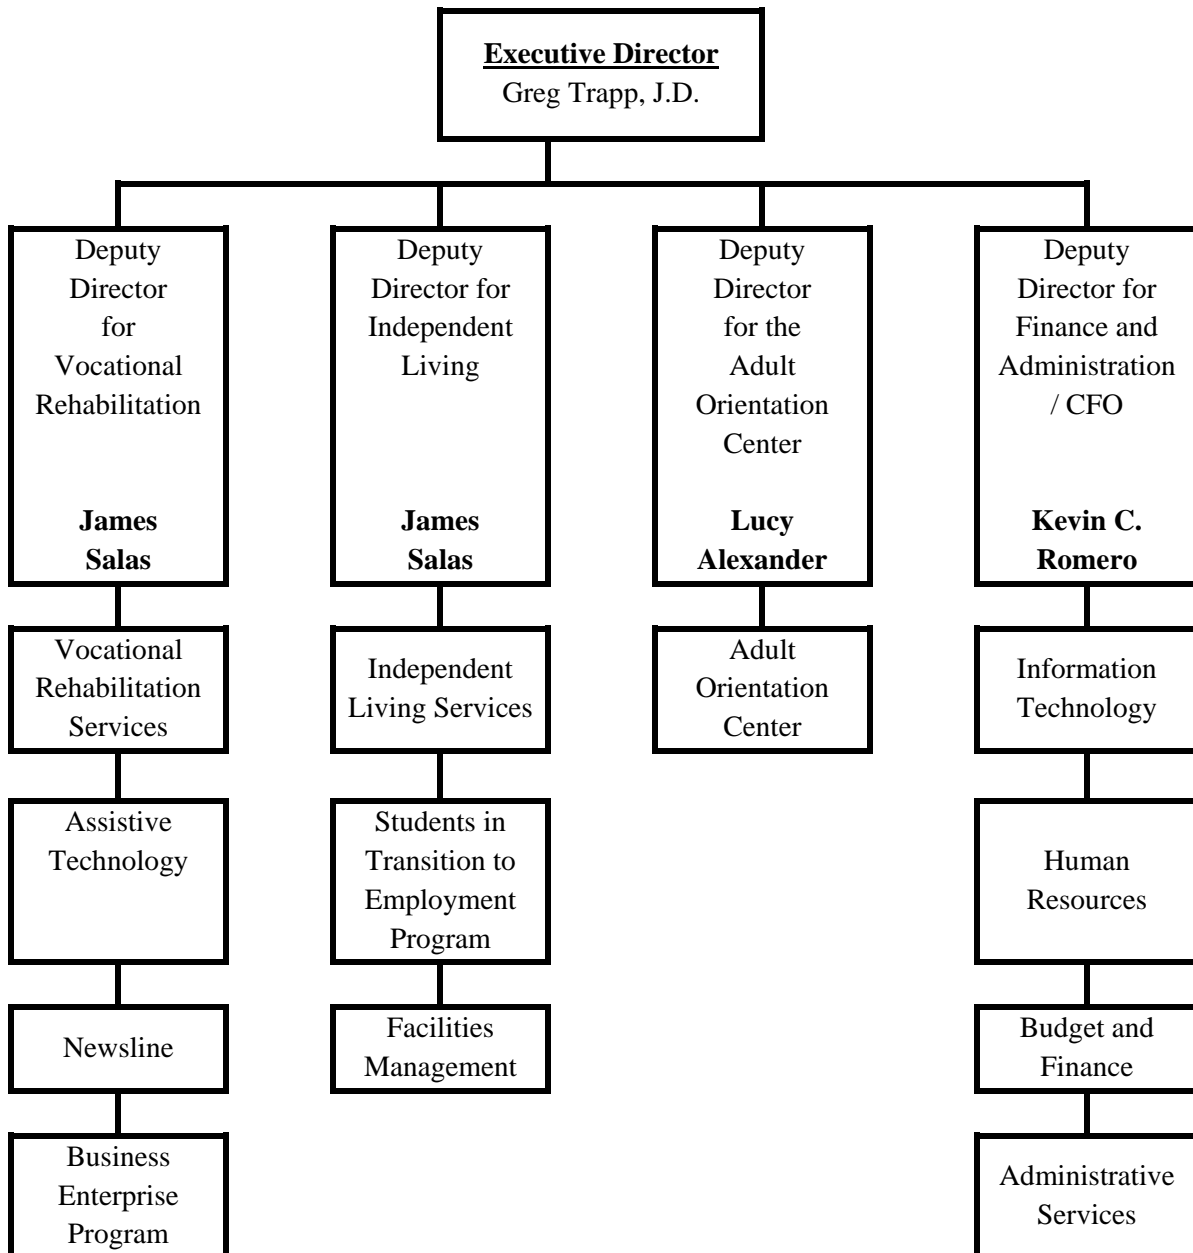 Executive Director
Greg Trapp, J.D.
Deputy
Director
for
Vocational
Rehabilitation
James
Salas
Deputy
Director for
Independent
Living
James
Salas
Deputy
Director
for the
Adult
Orientation
Center
Lucy
Alexander
Deputy
Director for
Finance and
Administration
/ CFO
Kevin C.
Romero
Vocational
Rehabilitation
Services
Independent
Living Services
Adult
Orientation
Center
Information
Technology
Assistive
Technology
Students in
Transition to
Employment
Program
Human
Resources
Newsline
Facilities
Management
Budget and
Finance
Business
Enterprise
Program
Administrative
Services